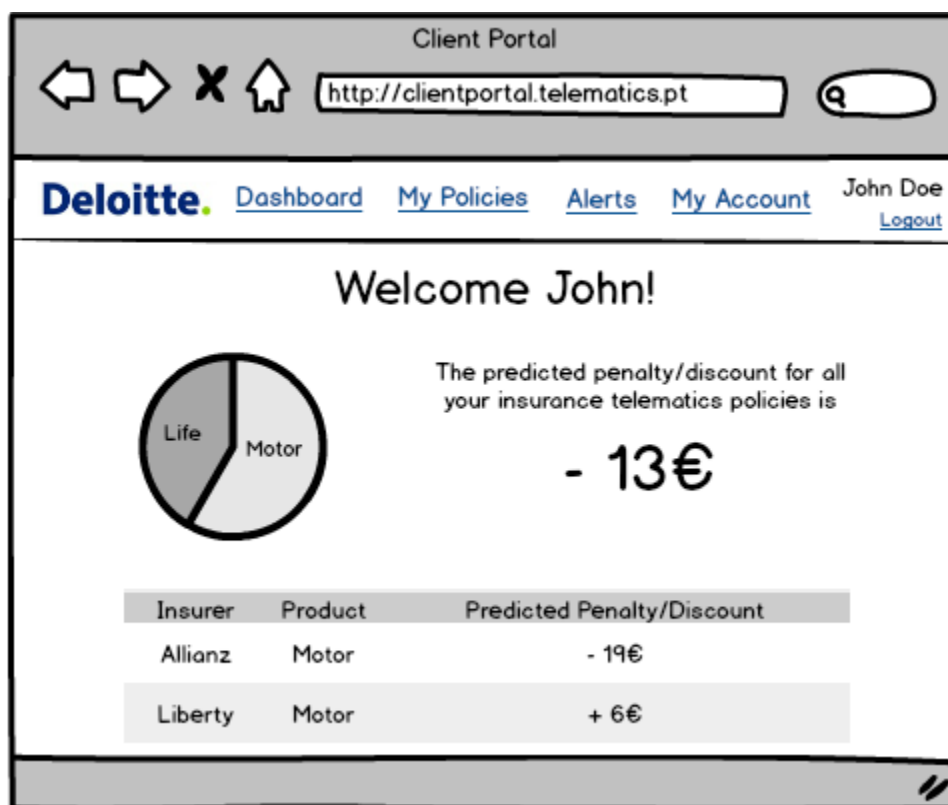 Client Portal
http://clientportal.telematics.pt
Deloitte. Dashboard My Policies Alerts My Account John Doe
Logout
Welcome John!
Life Motor
The predicted penalty/discount for all
your insurance telematics policies is
- 13€
Insurer Product Predicted Penalty/Discount
Allianz Motor - 19€
Liberty Motor + 6€